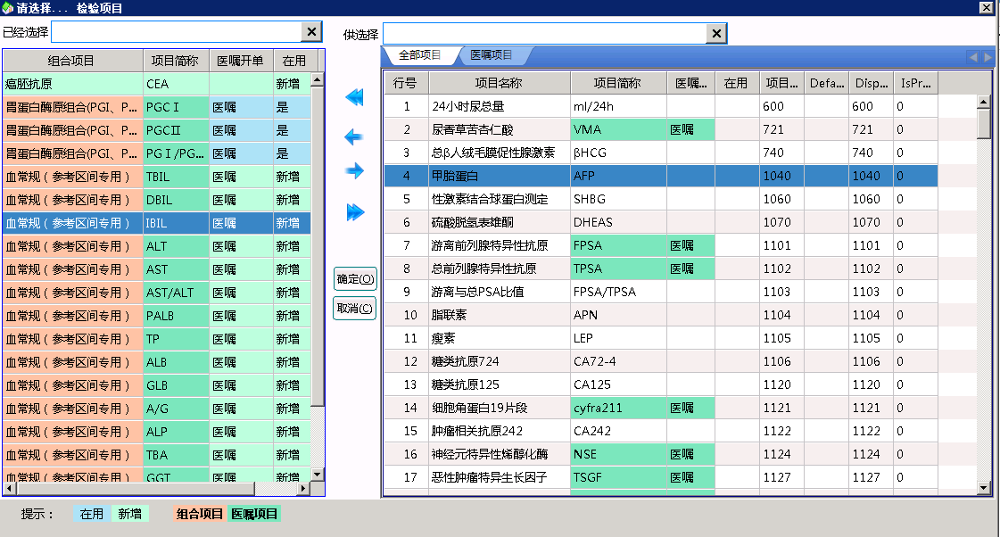 请选择... 检验项目
已经选择
供选择
全部项目 医嘱项目
组合项目 项目简称 医嘱开单 在用
癌胚抗原 CEA 新增
胃蛋白酶原组合(PGI、P... PGCⅠ 医嘱 是
胃蛋白酶原组合(PGI、P... PGCⅡ 医嘱 是
胃蛋白酶原组合(PGI、P... PGⅠ/PG... 医嘱 是
血常规（参考区间专用） TBIL 医嘱 新增
血常规（参考区间专用） DBIL 医嘱 新增
血常规（参考区间专用） IBIL 医嘱 新增
血常规（参考区间专用） ALT 医嘱 新增
血常规（参考区间专用） AST 医嘱 新增
血常规（参考区间专用） AST/ALT 医嘱 新增
血常规（参考区间专用） PALB 医嘱 新增
血常规（参考区间专用） TP 医嘱 新增
血常规（参考区间专用） ALB 医嘱 新增
血常规（参考区间专用） GLB 医嘱 新增
血常规（参考区间专用） A/G 医嘱 新增
血常规（参考区间专用） ALP 医嘱 新增
血常规（参考区间专用） TBA 医嘱 新增
血常规（参考区间专用） GGT 医嘱 新增
确定(O)
取消(C)
行号 项目名称 项目简称 医嘱... 在用 项目... Defa... Disp... IsPr...
1 24小时尿总量 ml/24h 600 600 0
2 尿香草苦杏仁酸 VMA 医嘱 721 721 0
3 总β人绒毛膜促性腺激素 βHCG 740 740 0
4 甲胎蛋白 AFP 1040 1040 0
5 性激素结合球蛋白测定 SHBG 1060 1060 0
6 硫酸脱氢表雄酮 DHEAS 1070 1070 0
7 游离前列腺特异性抗原 FPSA 医嘱 1101 1101 0
8 总前列腺特异性抗原 TPSA 医嘱 1102 1102 0
9 游离与总PSA比值 FPSA/TPSA 1103 1103 0
10 脂联素 APN 1104 1104 0
11 瘦素 LEP 1105 1105 0
12 糖类抗原724 CA72-4 1106 1106 0
13 糖类抗原125 CA125 1120 1120 0
14 细胞角蛋白19片段 cyfra211 医嘱 1121 1121 0
15 肿瘤相关抗原242 CA242 1122 1122 0
16 神经元特异性烯醇化酶 NSE 医嘱 1124 1124 0
17 恶性肿瘤特异生长因子 TSGF 医嘱 1127 1127 0
提示： 在用 新增 组合项目 医嘱项目